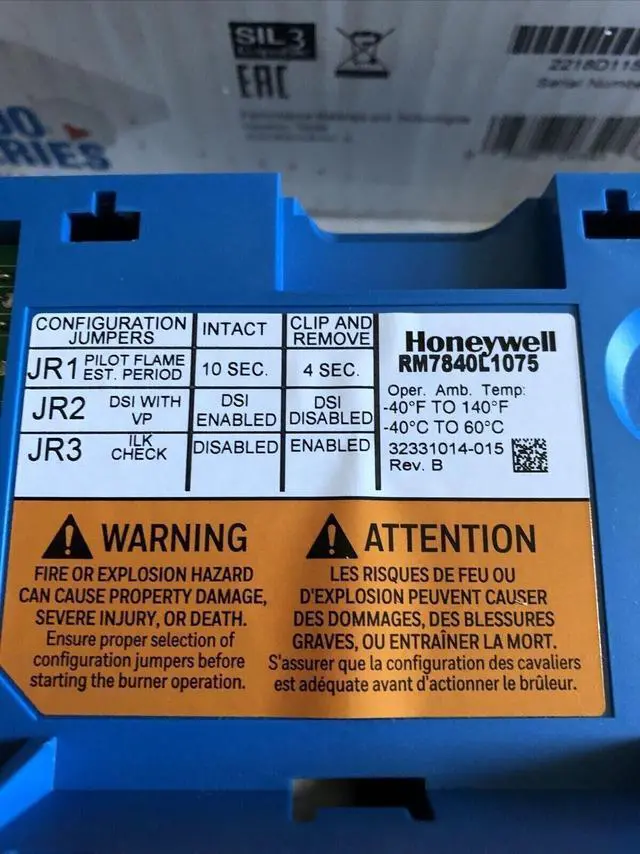 SIL 3
EAC
2218D115
Serial Numbe
RIES
CONFIGURATION JUMPERS INTACT CLIP AND REMOVE
JR1 PILOT FLAME EST. PERIOD 10 SEC. 4 SEC.
JR2 DSI WITH VP DSI ENABLED DSI DISABLED
JR3 ILK CHECK DISABLED ENABLED
Honeywell
RM7840L1075
Oper. Amb. Temp:
-40°F TO 140°F
-40°C TO 60°C
32331014-015
Rev. B
WARNING
FIRE OR EXPLOSION HAZARD
CAN CAUSE PROPERTY DAMAGE,
SEVERE INJURY, OR DEATH.
Ensure proper selection of
configuration jumpers before
starting the burner operation.
ATTENTION
LES RISQUES DE FEU OU
D'EXPLOSION PEUVENT CAUSER
DES DOMMAGES, DES BLESSURES
GRAVES, OU ENTRAÎNER LA MORT.
S'assurer que la configuration des cavaliers
est adéquate avant d'actionner le brûleur.